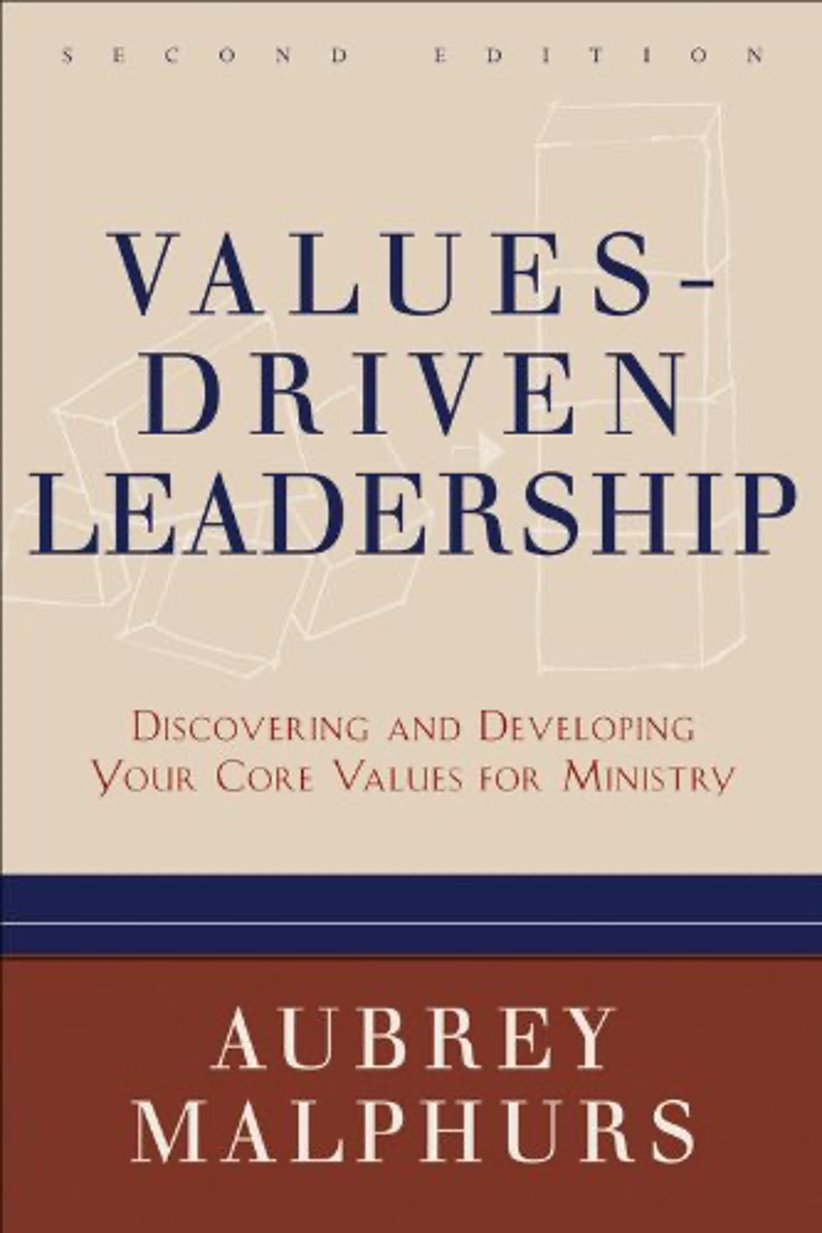 SECOND EDITION
VALUES-
DRIVEN
LEADERSHIP
DISCOVERING AND DEVELOPING
YOUR CORE VALUES FOR MINISTRY
AUBREY
MALPHURS